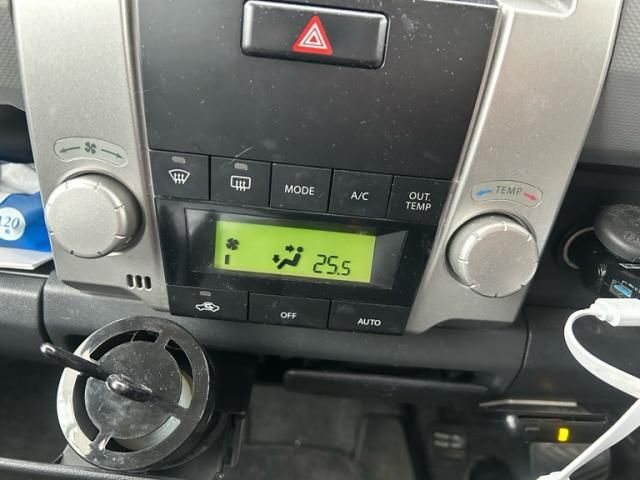 TEMP
MODE
A/C
OUT.
TEMP
25.5
120
OFF
AUTO